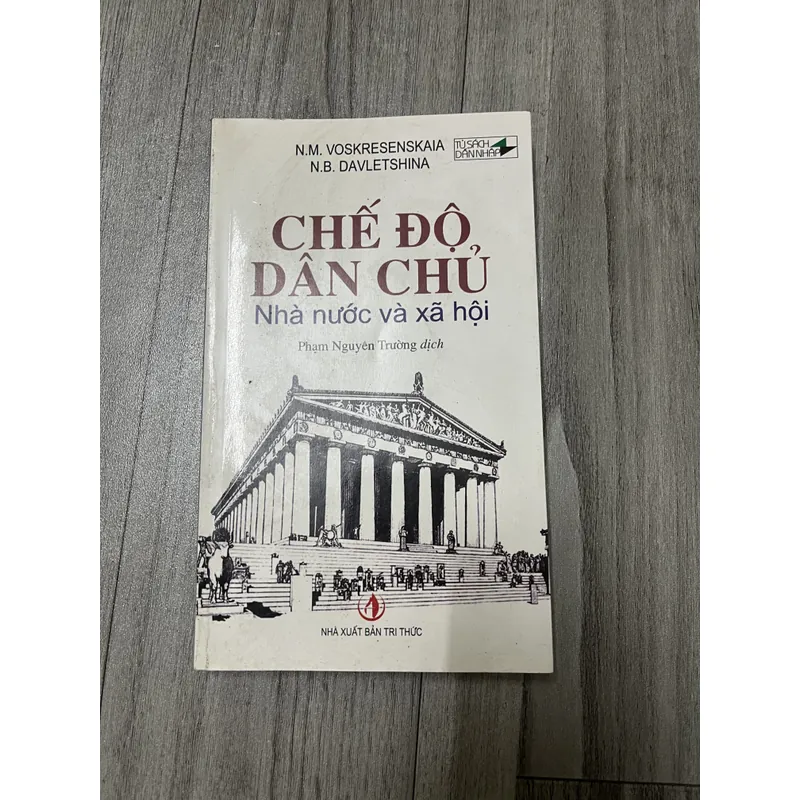 N.M. VOSKRESENSKAIA
N.B. DAVLETSHINA
TỦ SÁCH
DẪN NHẬP
CHẾ ĐỘ
DÂN CHỦ
Nhà nước và xã hội
Phạm Nguyên Trường dịch
NHÀ XUẤT BẢN TRI THỨC